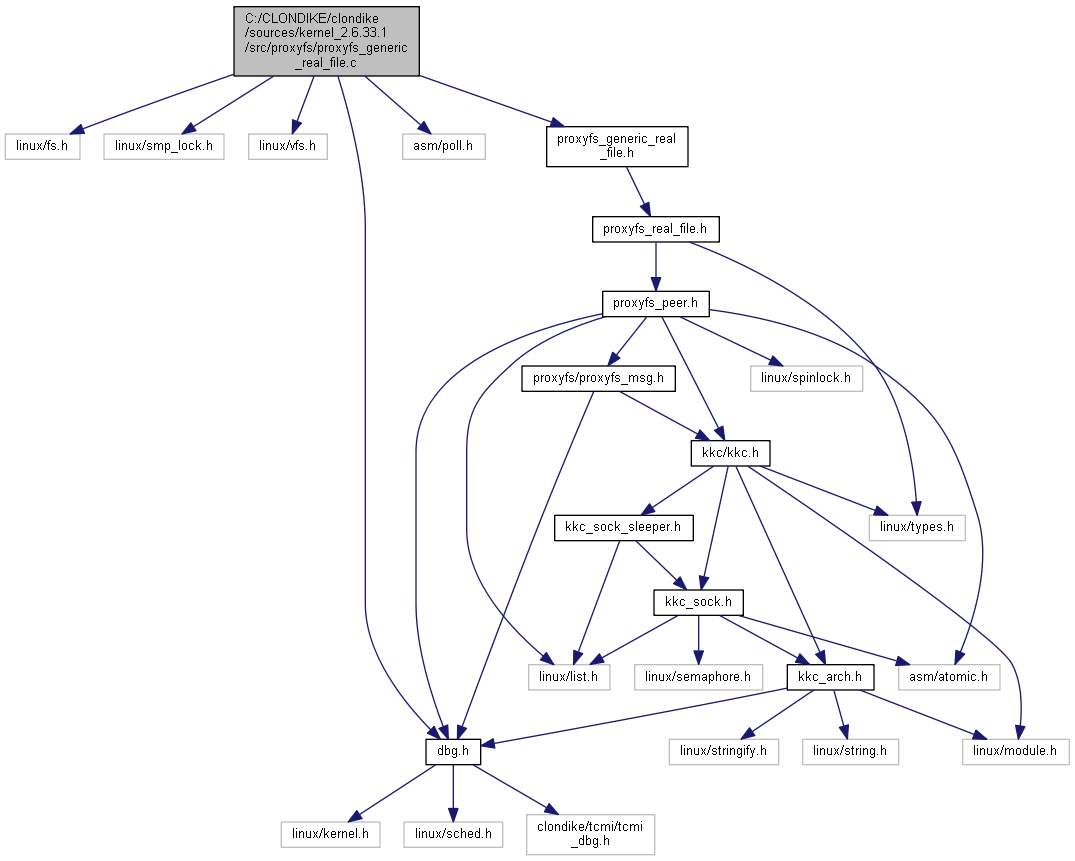 C:/CLONDIKE/clondike
/sources/kernel_2.6.33.1
/src/proxyfs/proxyfs_generic
_real_file.c
linux/fs.h
linux/smp_lock.h
linux/vfs.h
asm/poll.h
proxyfs_generic_real
_file.h
proxyfs_real_file.h
proxyfs_peer.h
proxyfs/proxyfs_msg.h
linux/spinlock.h
kkc/kkc.h
kkc_sock_sleeper.h
linux/types.h
kkc_sock.h
linux/list.h
linux/semaphore.h
kkc_arch.h
asm/atomic.h
dbg.h
linux/stringify.h
linux/string.h
linux/module.h
linux/kernel.h
linux/sched.h
clondike/tcmi/tcmi
_dbg.h